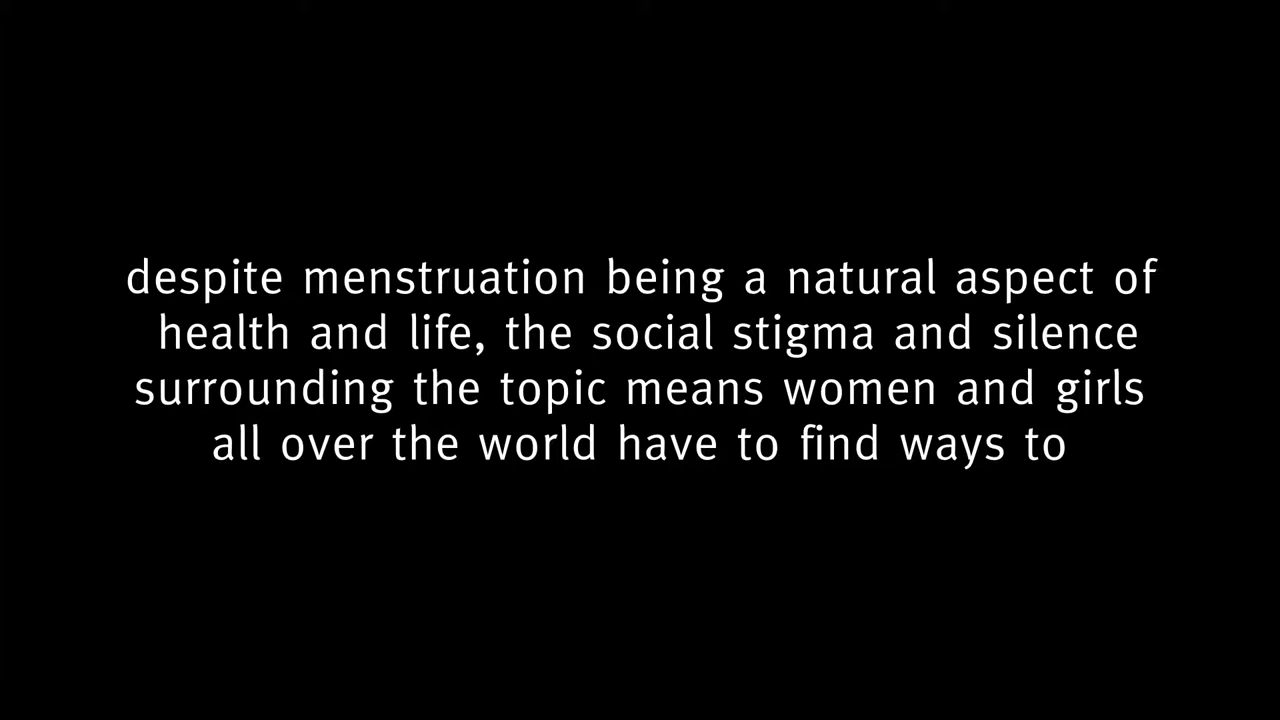 despite menstruation being a natural aspect of
health and life, the social stigma and silence
surrounding the topic means women and girls
all over the world have to find ways to